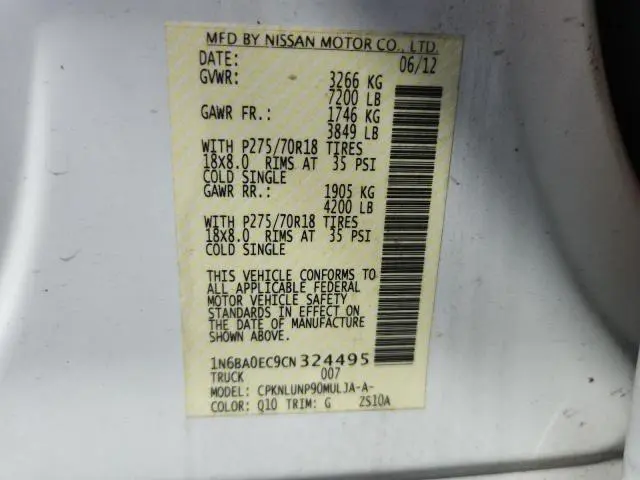 MFD BY NISSAN MOTOR CO., LTD.
DATE: 06/12
GVWR: 3266 KG
7200 LB
GAWR FR.: 1746 KG
3849 LB
WITH P275/70R18 TIRES
18X8.0 RIMS AT 35 PSI
COLD SINGLE
GAWR RR.: 1905 KG
4200 LB
WITH P275/70R18 TIRES
18X8.0 RIMS AT 35 PSI
COLD SINGLE
THIS VEHICLE CONFORMS TO
ALL APPLICABLE FEDERAL
MOTOR VEHICLE SAFETY
STANDARDS IN EFFECT ON
THE DATE OF MANUFACTURE
SHOWN ABOVE.
1N6BA0EC9CN 324495
TRUCK 007
MODEL: CPKNLUNP90MULJA-A-
COLOR: Q10 TRIM: G ZS10A